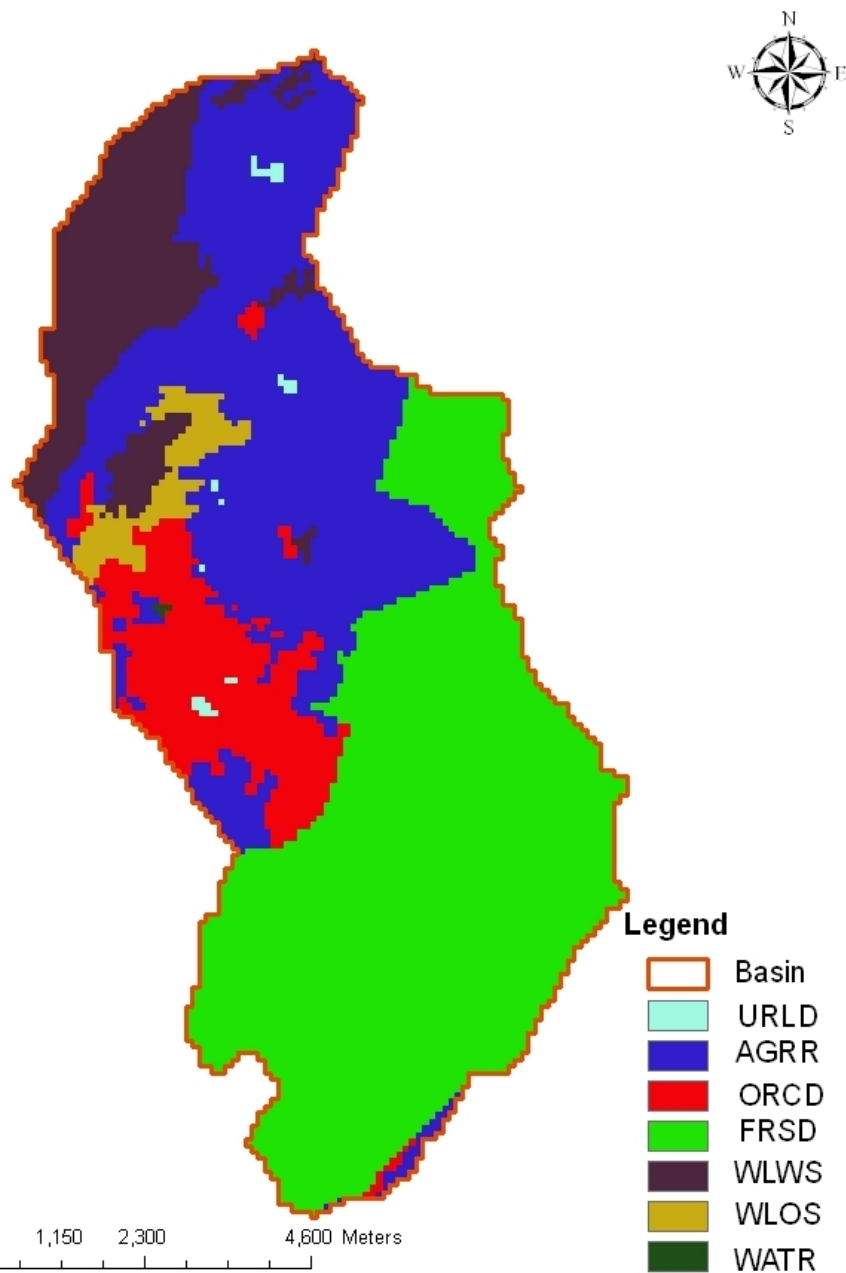 N
W E
S
Legend
Basin
URLD
AGRR
ORCD
FRSD
WLWS
WLOS
WATR
1,150 2,300 4,600 Meters